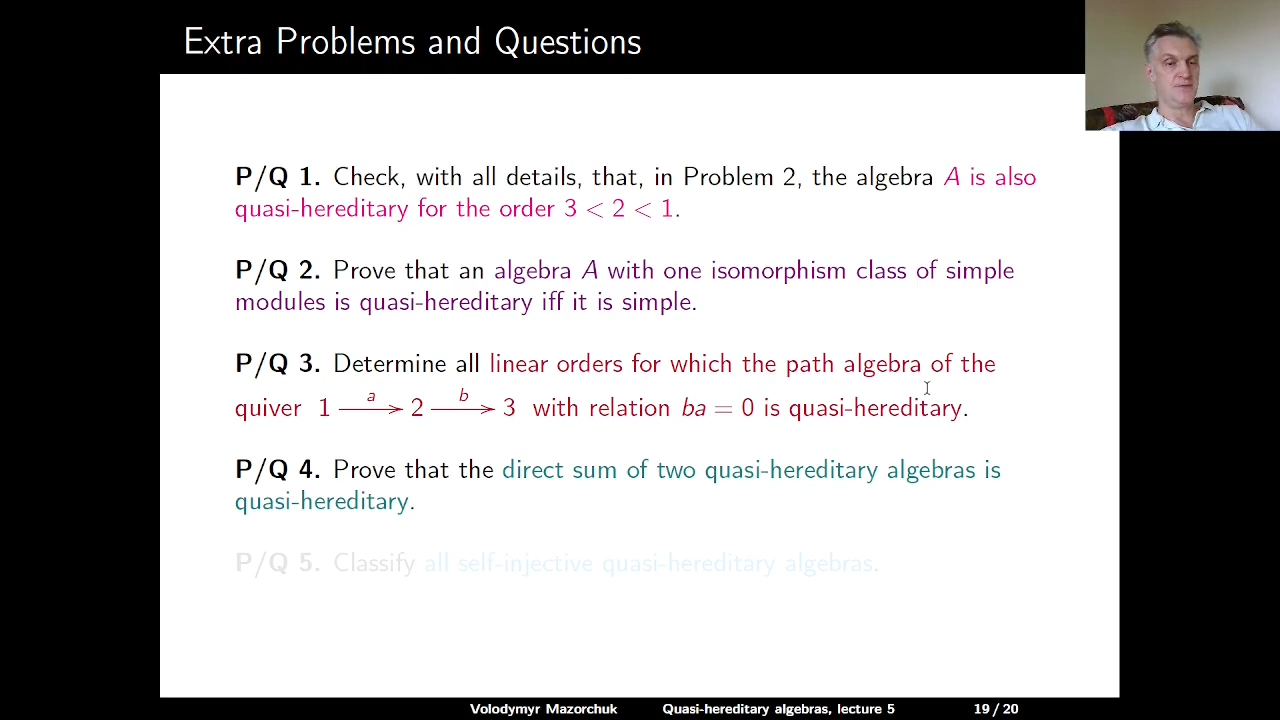 Extra Problems and Questions
P/Q 1. Check, with all details, that, in Problem 2, the algebra A is also
quasi-hereditary for the order 3 < 2 < 1.
P/Q 2. Prove that an algebra A with one isomorphism class of simple
modules is quasi-hereditary iff it is simple.
P/Q 3. Determine all linear orders for which the path algebra of the
quiver 1 —a→ 2 —b→ 3 with relation ba = 0 is quasi-hereditary.
P/Q 4. Prove that the direct sum of two quasi-hereditary algebras is
quasi-hereditary.
P/Q 5. Classify all self-injective quasi-hereditary algebras.
Volodymyr Mazorchuk Quasi-hereditary algebras, lecture 5 19 / 20